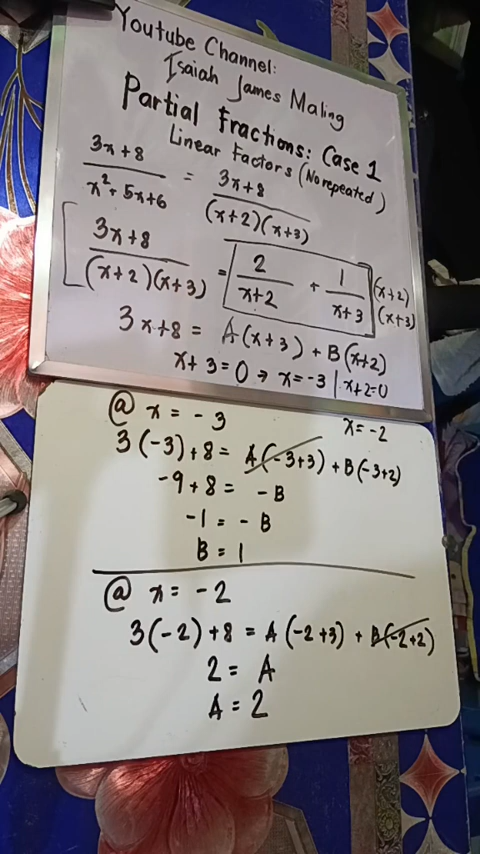 Youtube Channel:
Isaiah James Maling
Partial Fractions: Case 1
Linear Factors (No repeated)
3x+8 / x²+5x+6 = 3x+8 / (x+2)(x+3)
[ 3x+8 / (x+2)(x+3) = 2 / x+2 + 1 / x+3 ] (x+2)(x+3)
3x+8 = A(x+3) + B(x+2)
x+3=0 → x=-3 | x+2=0
x=-2
@ x = -3
3(-3)+8 = A(-3+3) + B(-3+2)
-9+8 = -B
-1 = -B
B = 1
@ x = -2
3(-2)+8 = A(-2+3) + B(-2+2)
2 = A
A = 2